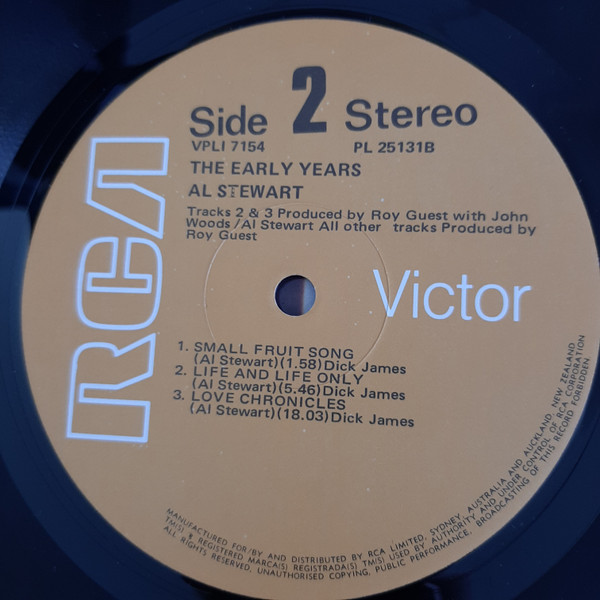 Side 2 Stereo
VPLI 7154 PL 25131B
THE EARLY YEARS
AL STEWART
Tracks 2 & 3 Produced by Roy Guest with John
Woods/Al Stewart All other tracks Produced by
Roy Guest
RCA
Victor
1. SMALL FRUIT SONG
(Al Stewart)(1.58)Dick James
2. LIFE AND LIFE ONLY
(Al Stewart)(5.46)Dick James
3. LOVE CHRONICLES
(Al Stewart)(18.03)Dick James
MANUFACTURED FOR/BY AND DISTRIBUTED BY RCA LIMITED, SYDNEY, AUSTRALIA AND AUCKLAND, NEW ZEALAND
TM(S) ® REGISTERED MARCA(S) REGISTRADA(S) TM(S) USED BY AUTHORITY AND UNDER CONTROL OF RCA CORPORATION
ALL RIGHTS RESERVED. UNAUTHORISED COPYING, PUBLIC PERFORMANCE, BROADCASTING OF THIS RECORD FORBIDDEN